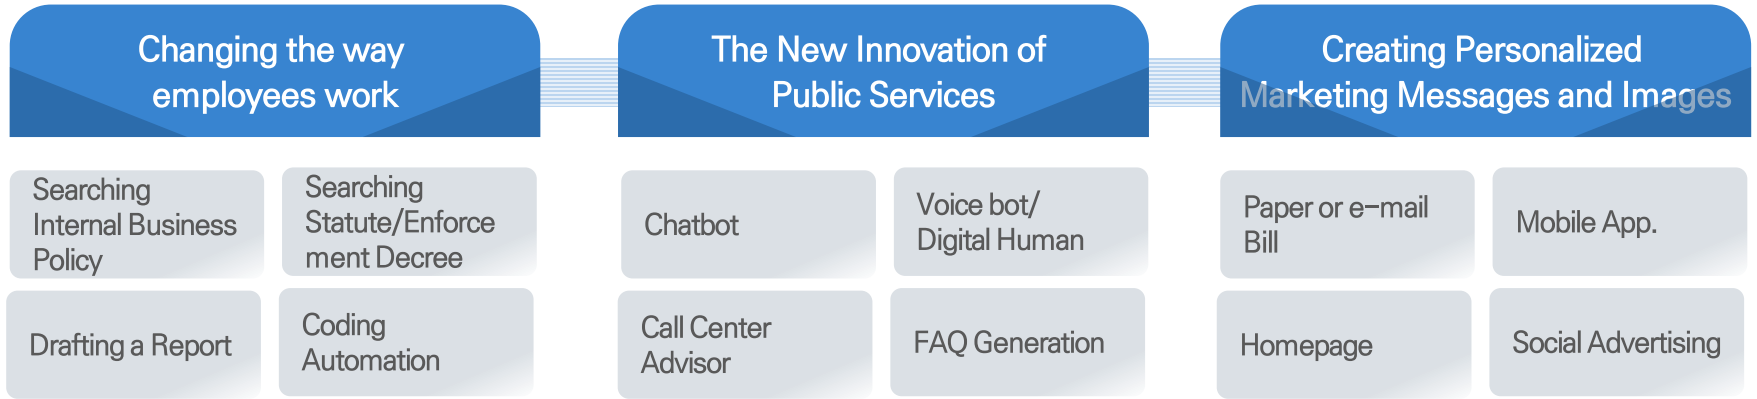 Changing the way
employees work
Searching
Internal Business
Policy
Searching
Statute/Enforce
ment Decree
Drafting a Report
Coding
Automation
The New Innovation of
Public Services
Chatbot
Voice bot/
Digital Human
Call Center
Advisor
FAQ Generation
Creating Personalized
Marketing Messages and Images
Paper or e-mail
Bill
Mobile App.
Homepage
Social Advertising